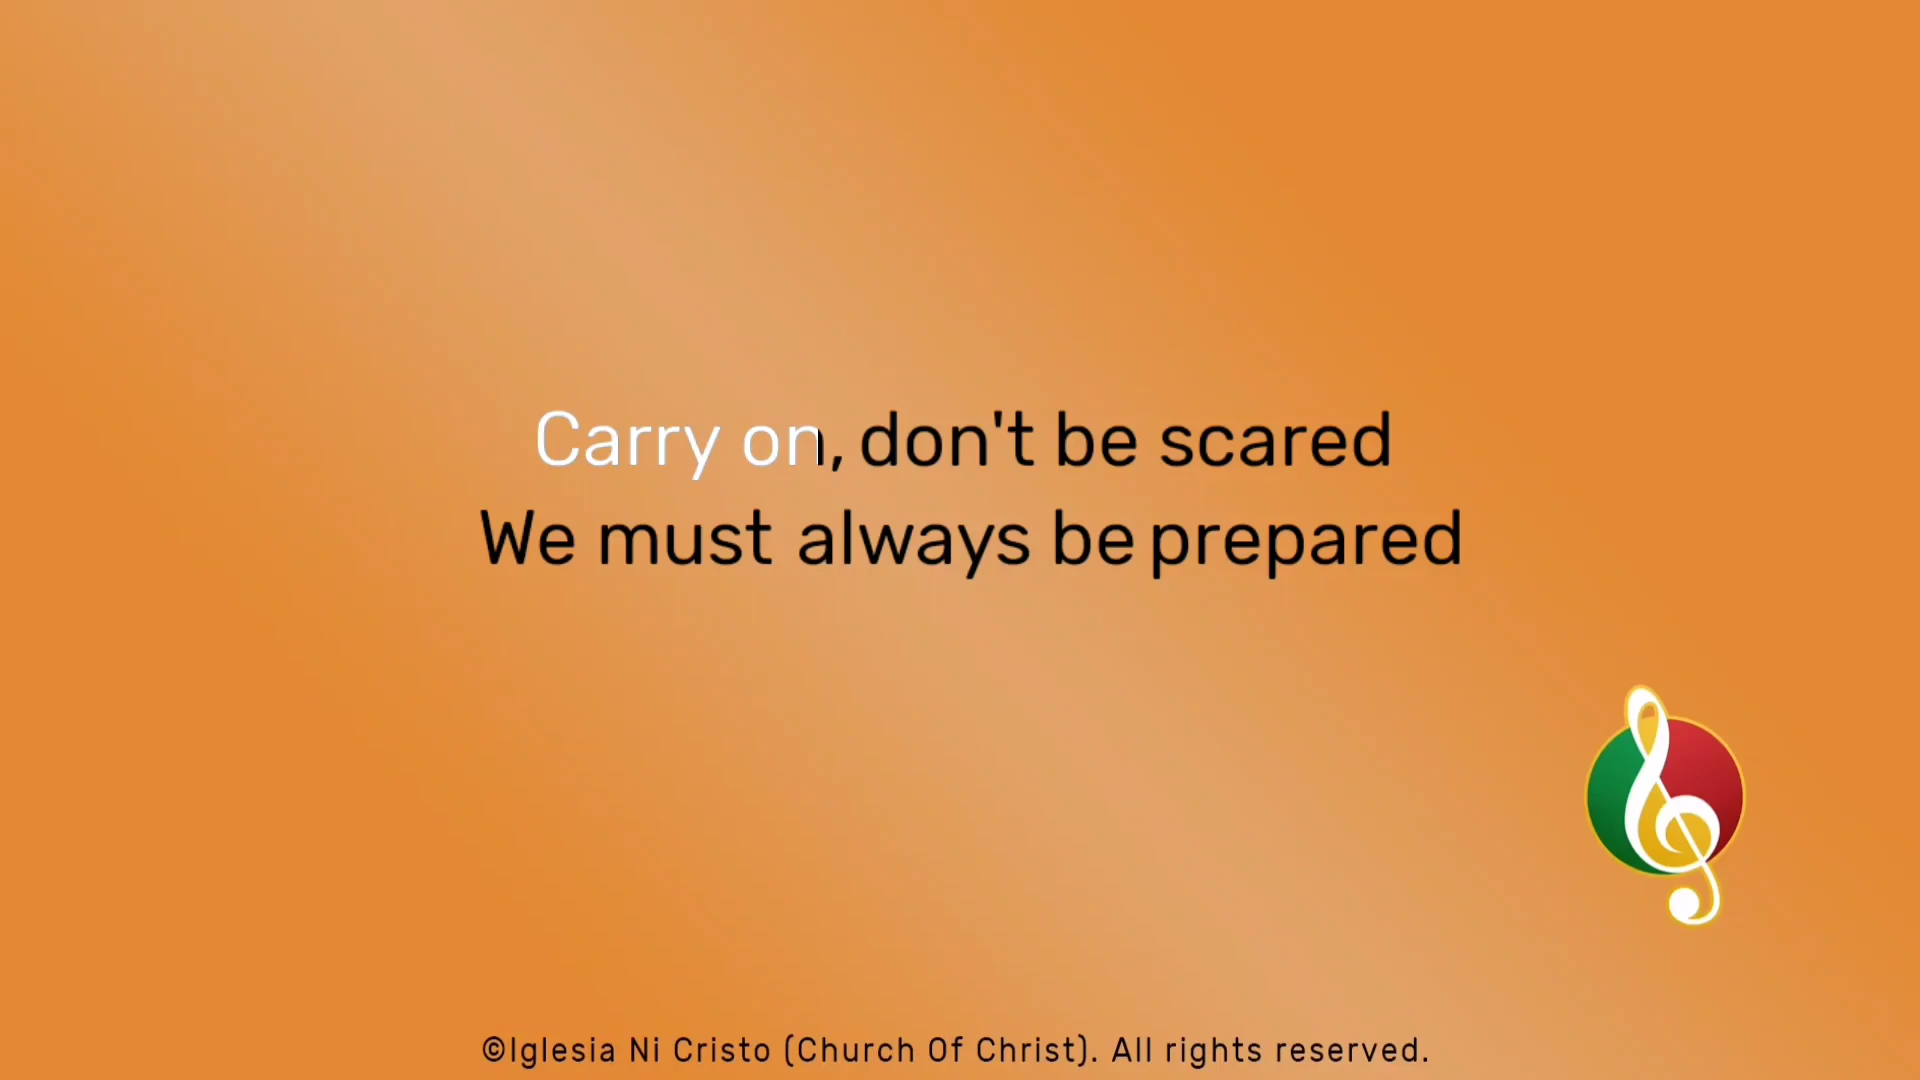 Carry on, don't be scared
We must always be prepared
©Iglesia Ni Cristo (Church Of Christ). All rights reserved.